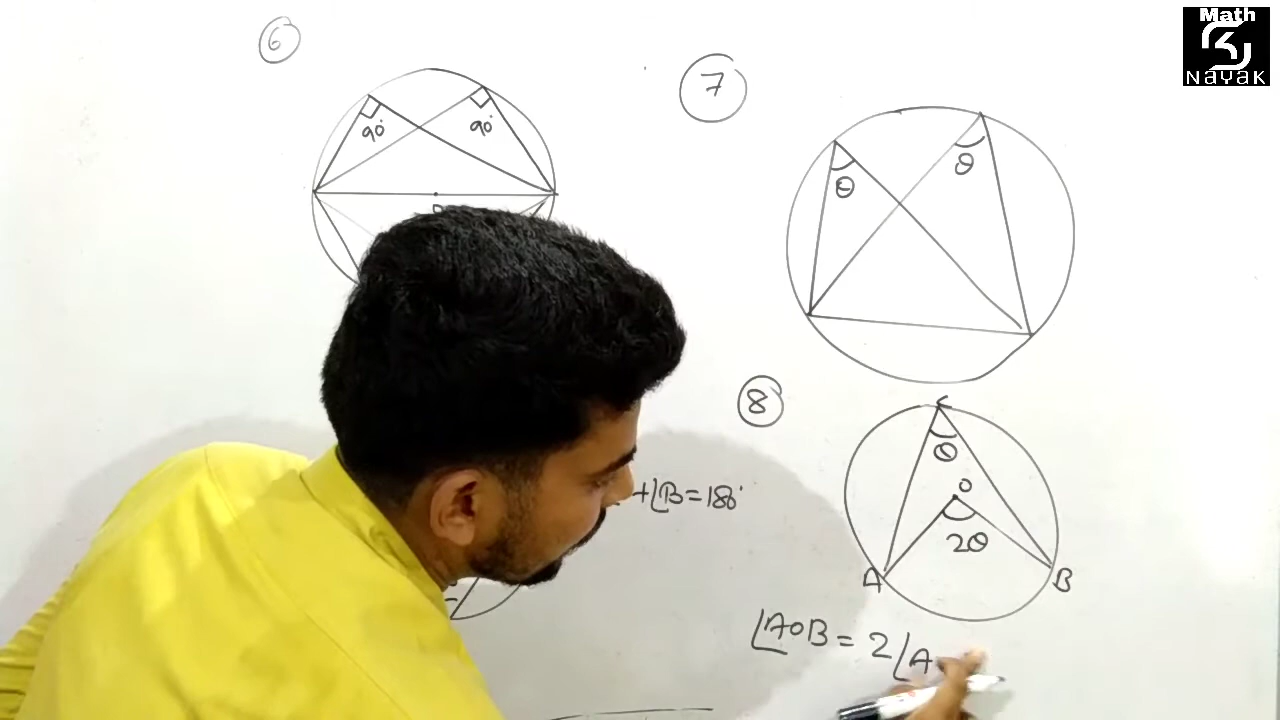 Math
NAYAK
6
90°
90°
7
θ
θ
8
C
θ
O
2θ
A
B
+∠B = 180°
∠AOB = 2∠A